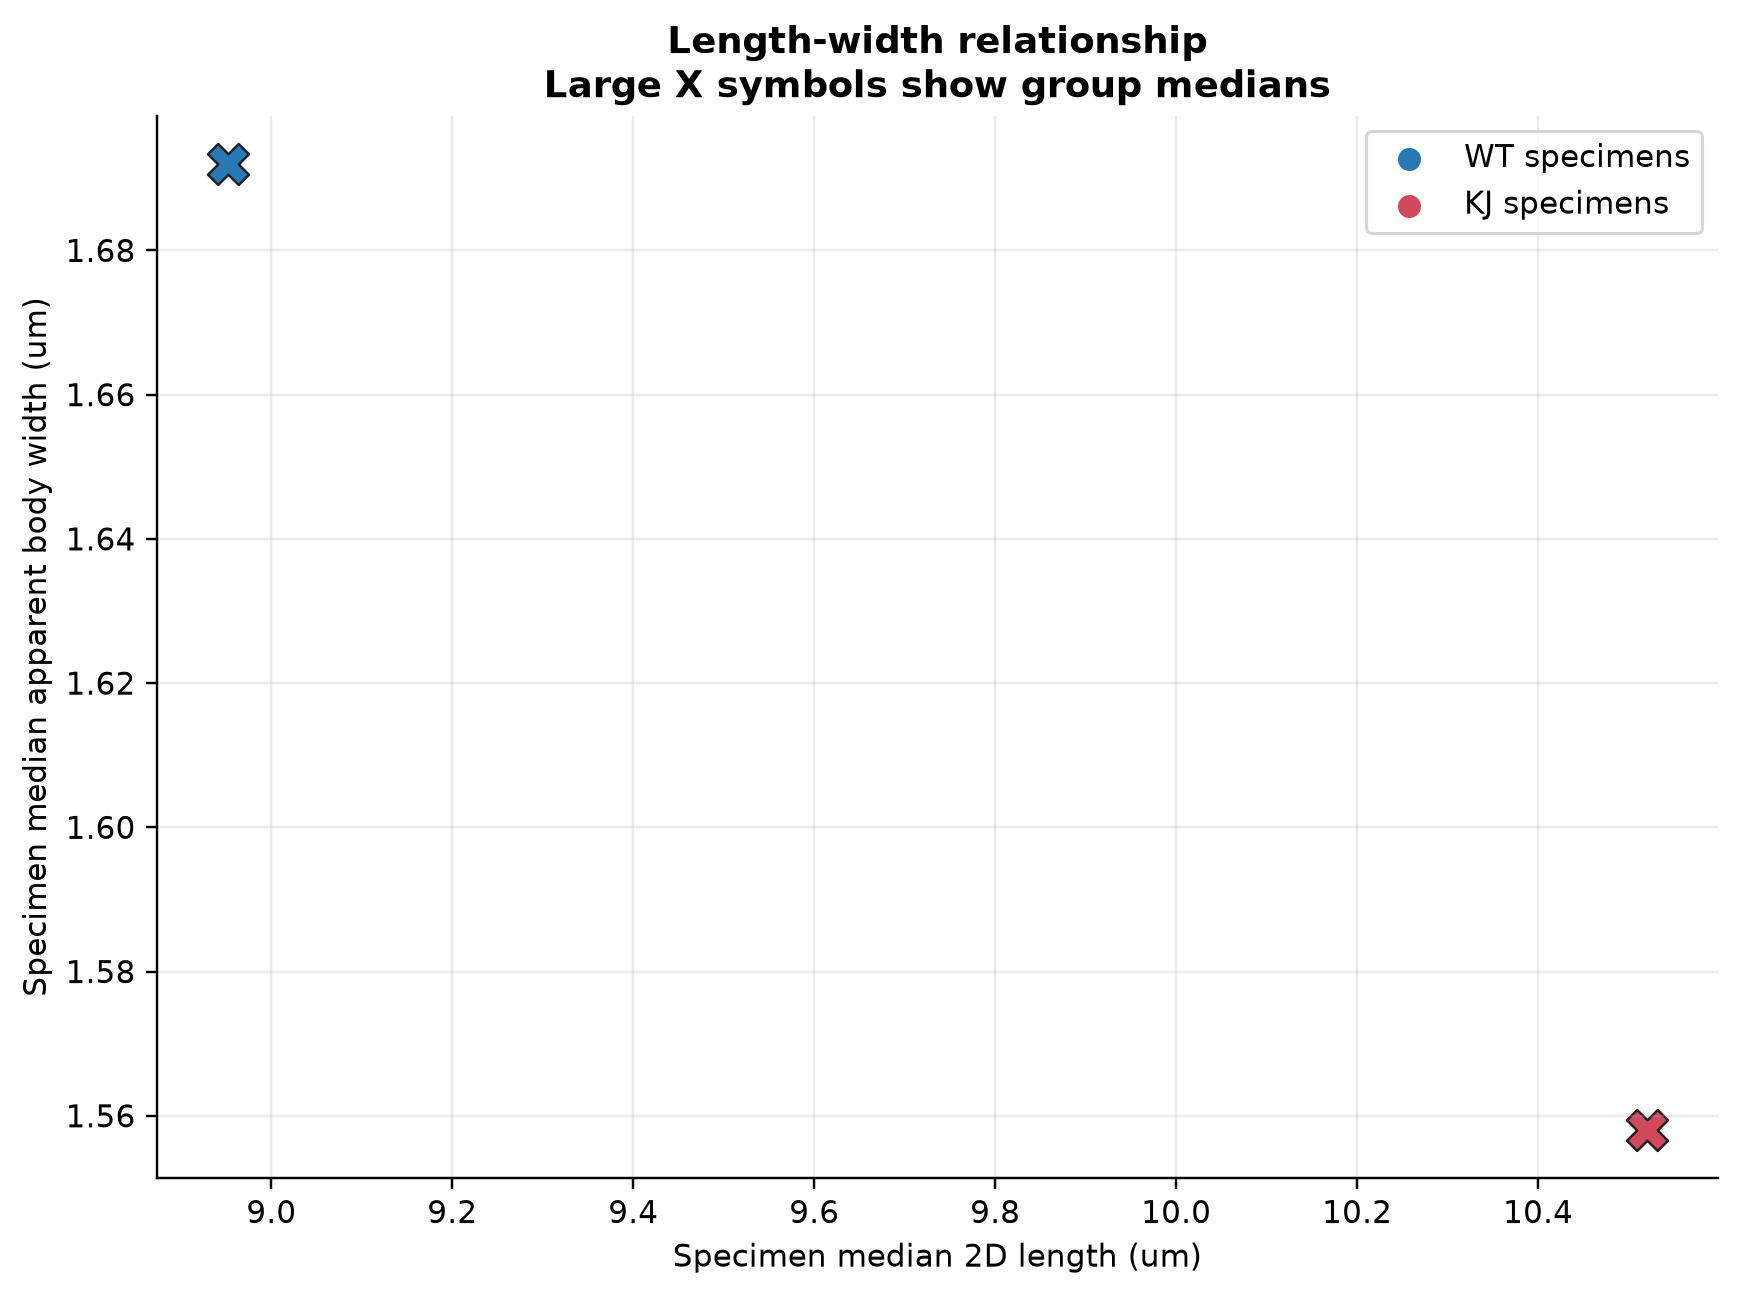 Length-width relationship
Large X symbols show group medians
WT specimens
KJ specimens
Specimen median apparent body width (um)
1.68
1.66
1.64
1.62
1.60
1.58
1.56
9.0 9.2 9.4 9.6 9.8 10.0 10.2 10.4
Specimen median 2D length (um)